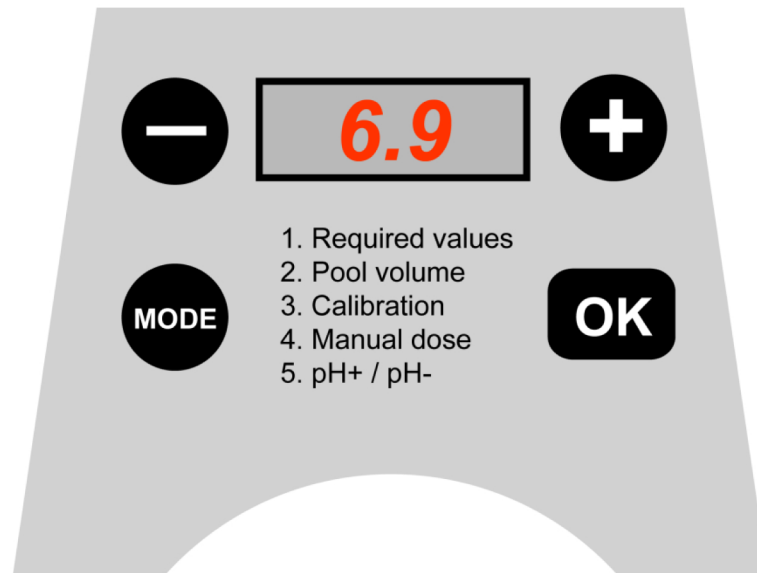 − 6.9 +
1. Required values
2. Pool volume
3. Calibration
4. Manual dose
5. pH+ / pH-
MODE
OK